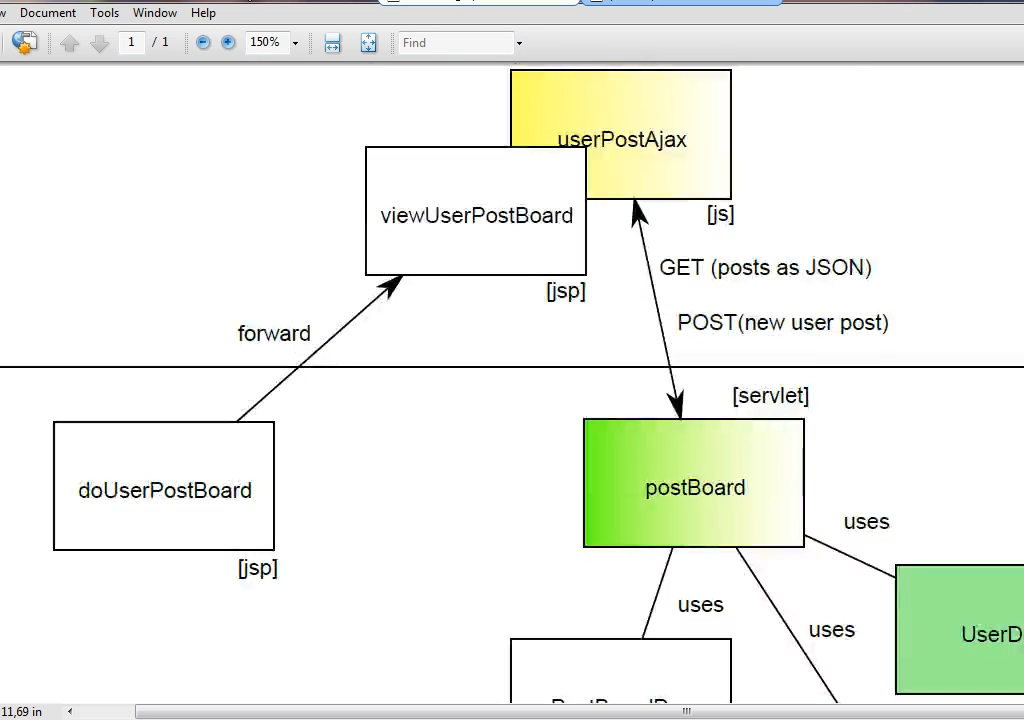 Document Tools Window Help
1 / 1 150% Find
userPostAjax
viewUserPostBoard
[js]
GET (posts as JSON)
[jsp]
POST(new user post)
forward
[servlet]
doUserPostBoard
postBoard
uses
[jsp]
uses
uses
UserD
11,69 in